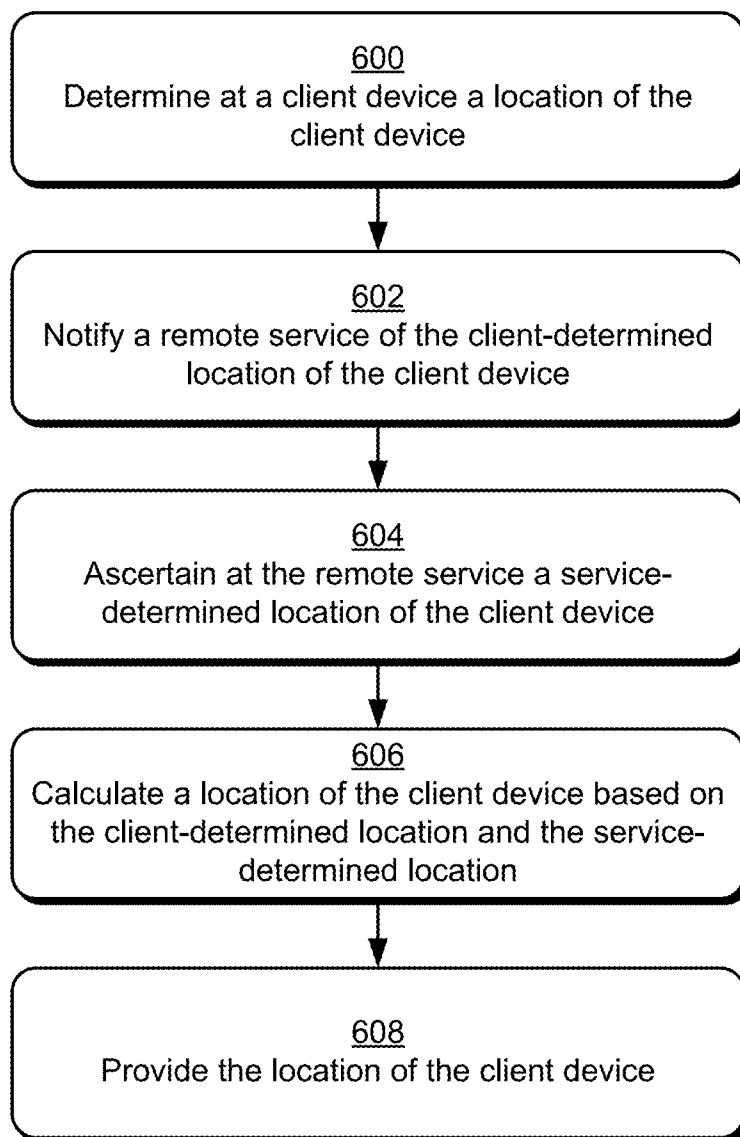 600
Determine at a client device a location of the
client device
602
Notify a remote service of the client-determined
location of the client device
604
Ascertain at the remote service a service-
determined location of the client device
606
Calculate a location of the client device based on
the client-determined location and the service-
determined location
608
Provide the location of the client device